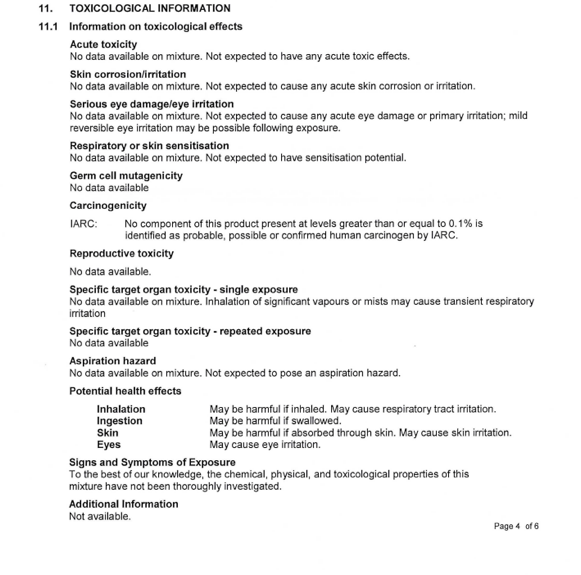 11. TOXICOLOGICAL INFORMATION
11.1 Information on toxicological effects
Acute toxicity
No data available on mixture. Not expected to have any acute toxic effects.
Skin corrosion/irritation
No data available on mixture. Not expected to cause any acute skin corrosion or irritation.
Serious eye damage/eye irritation
No data available on mixture. Not expected to cause any acute eye damage or primary irritation; mild
reversible eye irritation may be possible following exposure.
Respiratory or skin sensitisation
No data available on mixture. Not expected to have sensitisation potential.
Germ cell mutagenicity
No data available
Carcinogenicity
IARC: No component of this product present at levels greater than or equal to 0.1% is
identified as probable, possible or confirmed human carcinogen by IARC.
Reproductive toxicity
No data available.
Specific target organ toxicity - single exposure
No data available on mixture. Inhalation of significant vapours or mists may cause transient respiratory
irritation
Specific target organ toxicity - repeated exposure
No data available
Aspiration hazard
No data available on mixture. Not expected to pose an aspiration hazard.
Potential health effects
Inhalation May be harmful if inhaled. May cause respiratory tract irritation.
Ingestion May be harmful if swallowed.
Skin May be harmful if absorbed through skin. May cause skin irritation.
Eyes May cause eye irritation.
Signs and Symptoms of Exposure
To the best of our knowledge, the chemical, physical, and toxicological properties of this
mixture have not been thoroughly investigated.
Additional Information
Not available.
Page 4 of 6